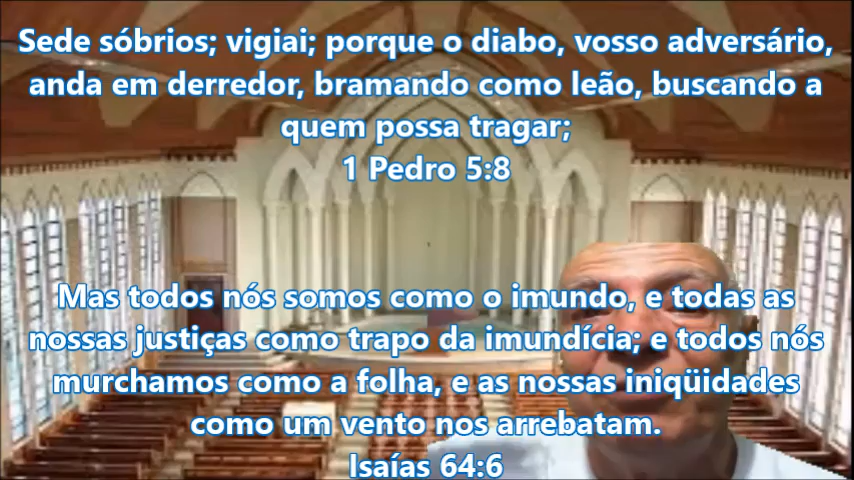 Sede sóbrios; vigiai; porque o diabo, vosso adversário,
anda em derredor, bramando como leão, buscando a
quem possa tragar;
1 Pedro 5:8
Mas todos nós somos como o imundo, e todas as
nossas justiças como trapo da imundícia; e todos nós
murchamos como a folha, e as nossas iniqüidades
como um vento nos arrebatam.
Isaías 64:6